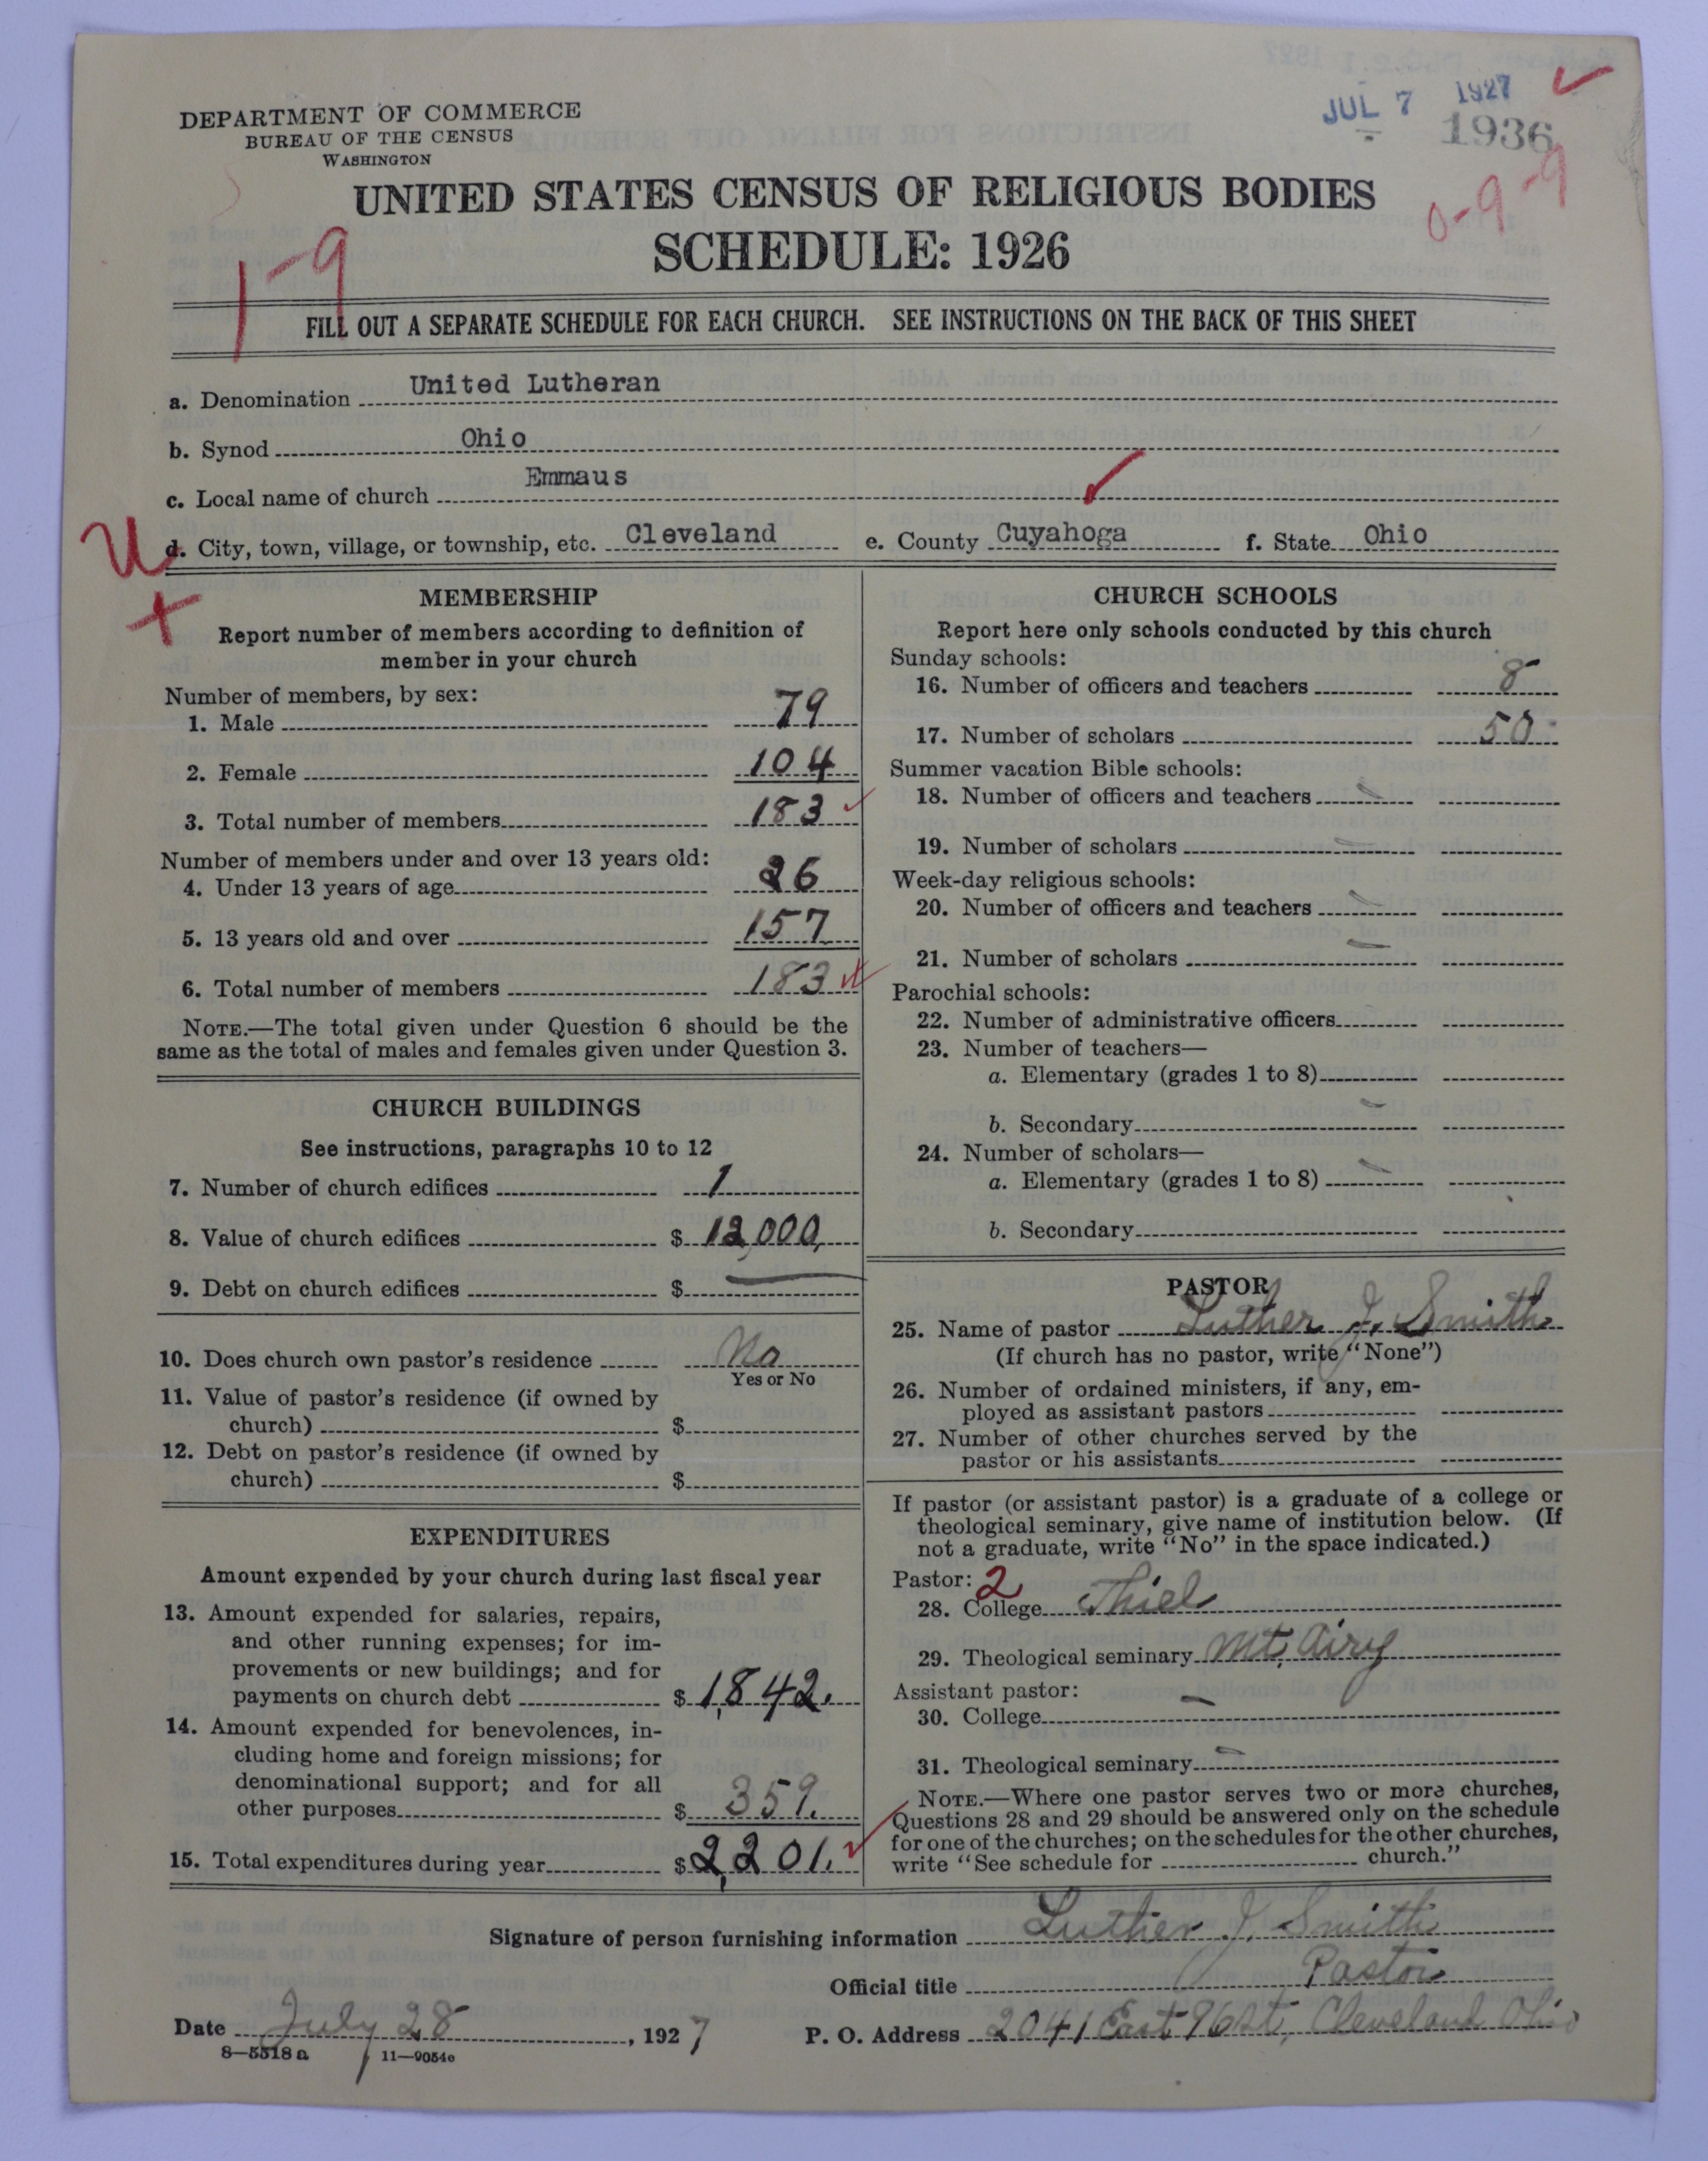 JUL 7 1927
1936
0-9-9
DEPARTMENT OF COMMERCE
BUREAU OF THE CENSUS
WASHINGTON
UNITED STATES CENSUS OF RELIGIOUS BODIES
SCHEDULE: 1926
1-9
FILL OUT A SEPARATE SCHEDULE FOR EACH CHURCH. SEE INSTRUCTIONS ON THE BACK OF THIS SHEET
a. Denomination United Lutheran
b. Synod Ohio
c. Local name of church Emmaus
d. City, town, village, or township, etc. Cleveland e. County Cuyahoga f. State Ohio
U
MEMBERSHIP
Report number of members according to definition of
member in your church
Number of members, by sex:
1. Male 79
2. Female 104
3. Total number of members 183
Number of members under and over 13 years old:
4. Under 13 years of age 26
5. 13 years old and over 157
6. Total number of members 183
NOTE.—The total given under Question 6 should be the
same as the total of males and females given under Question 3.
CHURCH BUILDINGS
See instructions, paragraphs 10 to 12
7. Number of church edifices 1
8. Value of church edifices $ 12,000
9. Debt on church edifices $
10. Does church own pastor's residence No
Yes or No
11. Value of pastor's residence (if owned by
church) $
12. Debt on pastor's residence (if owned by
church) $
EXPENDITURES
Amount expended by your church during last fiscal year
13. Amount expended for salaries, repairs,
and other running expenses; for im-
provements or new buildings; and for
payments on church debt $ 1,842.
14. Amount expended for benevolences, in-
cluding home and foreign missions; for
denominational support; and for all
other purposes $ 359.
15. Total expenditures during year $ 2,201.
CHURCH SCHOOLS
Report here only schools conducted by this church
Sunday schools:
16. Number of officers and teachers 8
17. Number of scholars 50
Summer vacation Bible schools:
18. Number of officers and teachers
19. Number of scholars
Week-day religious schools:
20. Number of officers and teachers
21. Number of scholars
Parochial schools:
22. Number of administrative officers
23. Number of teachers—
a. Elementary (grades 1 to 8)
b. Secondary
24. Number of scholars—
a. Elementary (grades 1 to 8)
b. Secondary
PASTOR
25. Name of pastor Luther J. Smith
(If church has no pastor, write "None")
26. Number of ordained ministers, if any, em-
ployed as assistant pastors
27. Number of other churches served by the
pastor or his assistants
If pastor (or assistant pastor) is a graduate of a college or
theological seminary, give name of institution below. (If
not a graduate, write "No" in the space indicated.)
Pastor: 2
28. College Thiel
29. Theological seminary Mt. Airy
Assistant pastor:
30. College
31. Theological seminary
NOTE.—Where one pastor serves two or more churches,
Questions 28 and 29 should be answered only on the schedule
for one of the churches; on the schedules for the other churches,
write "See schedule for church."
Signature of person furnishing information Luther J. Smith
Official title Pastor
Date July 28, 1927 P. O. Address 2041 East 96 St., Cleveland Ohio
8—5518 a 11—9054